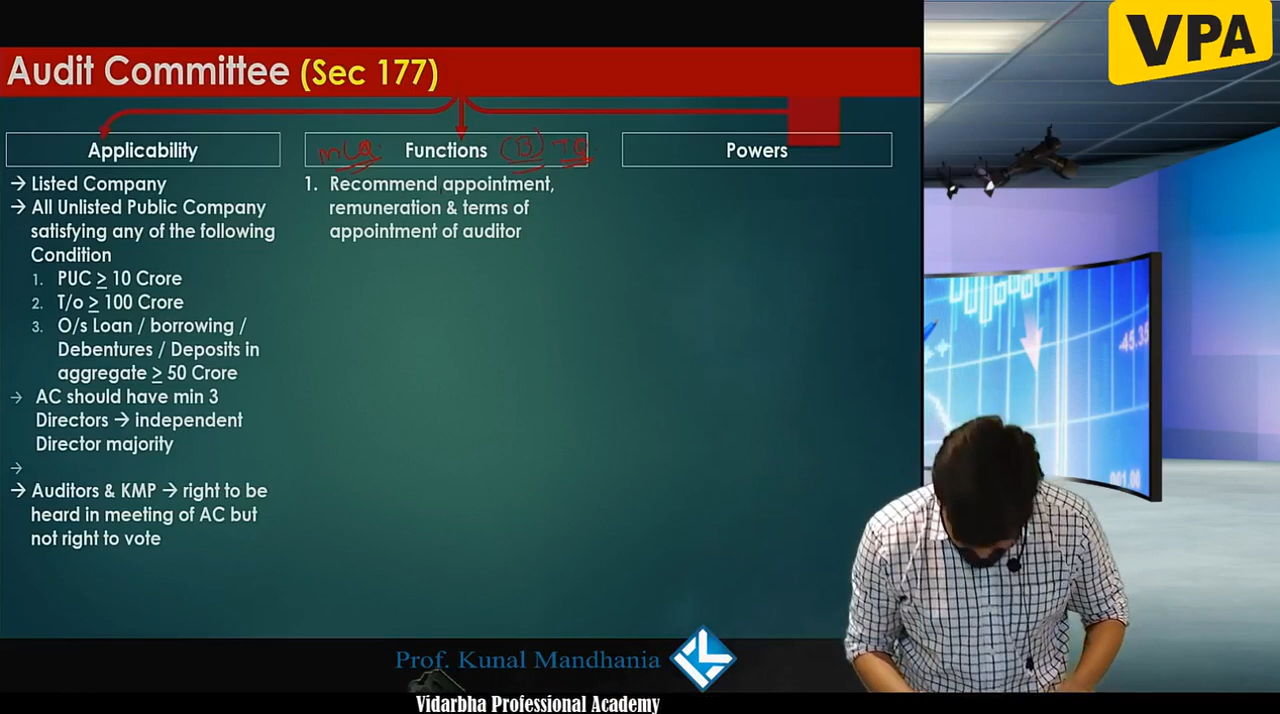 VPA
Audit Committee (Sec 177)
Applicability
→ Listed Company
→ All Unlisted Public Company
satisfying any of the following
Condition
1. PUC ≥ 10 Crore
2. T/o ≥ 100 Crore
3. O/s Loan / borrowing /
Debentures / Deposits in
aggregate ≥ 50 Crore
→ AC should have min 3
Directors → independent
Director majority
→
→ Auditors & KMP → right to be
heard in meeting of AC but
not right to vote
MCQ Functions (B)
1. Recommend appointment,
remuneration & terms of
appointment of auditor
Powers
-45.35
Prof. Kunal Mandhania
Vidarbha Professional Academy